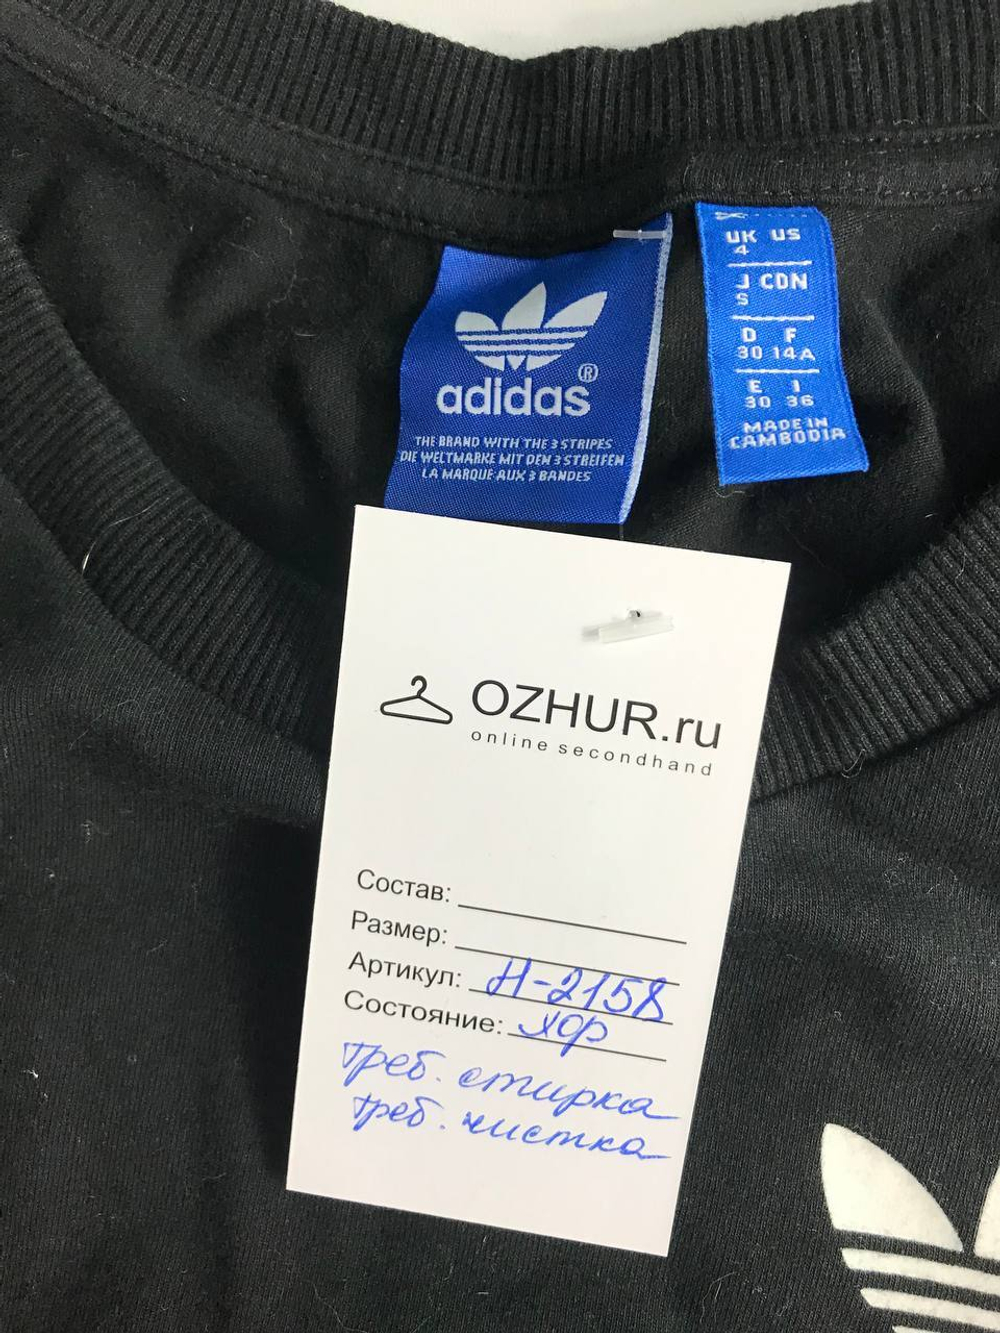 adidas®
THE BRAND WITH THE 3 STRIPES
DIE WELTMARKE MIT DEN 3 STREIFEN
LA MARQUE AUX 3 BANDES
UK US
4
J CDN
S
D F
30 14A
E I
30 36
MADE IN
CAMBODIA
OZHUR.ru
online secondhand
Состав:
Размер:
Артикул: Н-2158
Состояние: хор
треб. стирка
треб. чистка